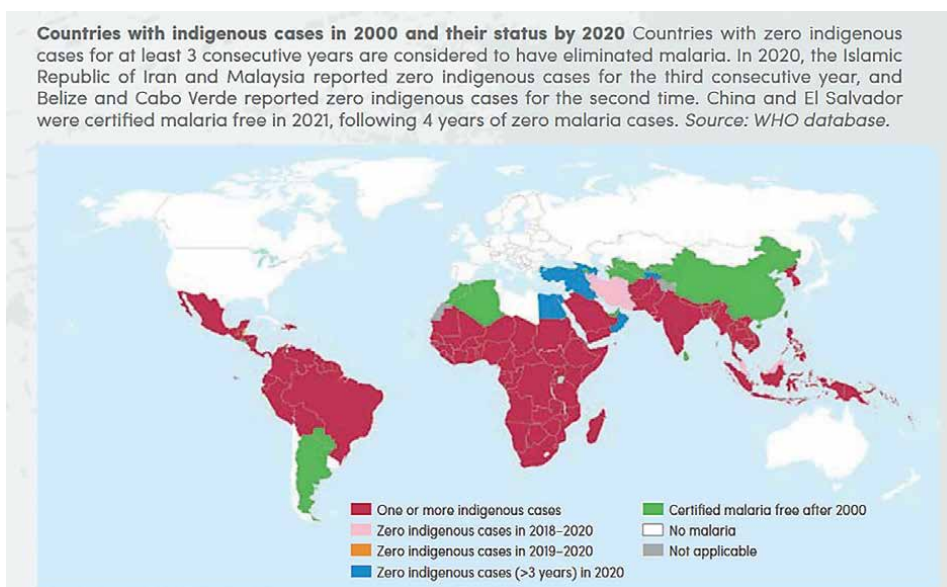 Countries with indigenous cases in 2000 and their status by 2020 Countries with zero indigenous
cases for at least 3 consecutive years are considered to have eliminated malaria. In 2020, the Islamic
Republic of Iran and Malaysia reported zero indigenous cases for the third consecutive year, and
Belize and Cabo Verde reported zero indigenous cases for the second time. China and El Salvador
were certified malaria free in 2021, following 4 years of zero malaria cases. Source: WHO database.
One or more indigenous cases
Zero indigenous cases in 2018–2020
Zero indigenous cases in 2019–2020
Zero indigenous cases (>3 years) in 2020
Certified malaria free after 2000
No malaria
Not applicable